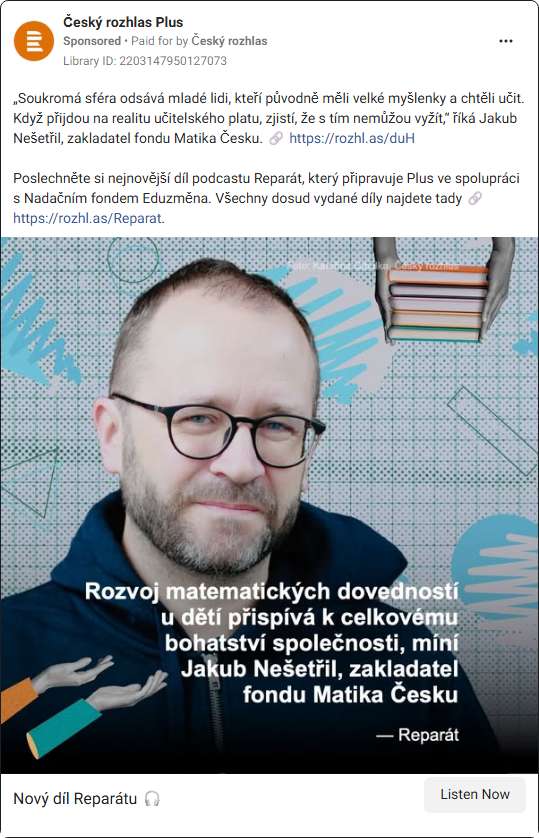 Český rozhlas Plus
Sponsored • Paid for by Český rozhlas
Library ID: 2203147950127073
„Soukromá sféra odsává mladé lidi, kteří původně měli velké myšlenky a chtěli učit.
Když přijdou na realitu učitelského platu, zjistí, že s tím nemůžou vyžít,“ říká Jakub
Nešetřil, zakladatel fondu Matika Česku. 🔗 https://rozhl.as/duH
Poslechněte si nejnovější díl podcastu Reparát, který připravuje Plus ve spolupráci
s Nadačním fondem Eduzměna. Všechny dosud vydané díly najdete tady 🔗
https://rozhl.as/Reparat.
Český rozhlas
Rozvoj matematických dovedností
u dětí přispívá k celkovému
bohatství společnosti, míní
Jakub Nešetřil, zakladatel
fondu Matika Česku
— Reparát
Nový díl Reparátu 🎧
Listen Now